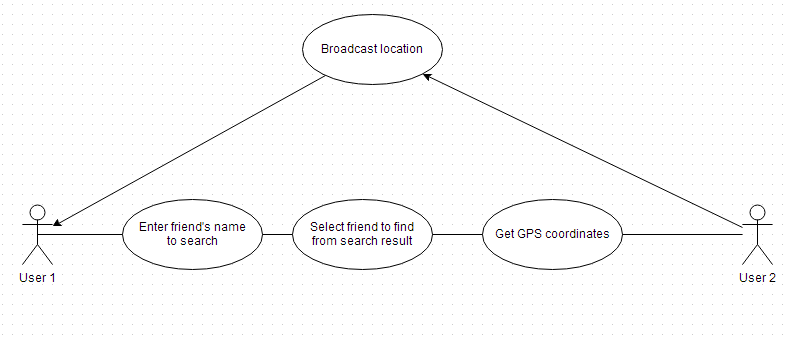 Broadcast location
Enter friend's name
to search
Select friend to find
from search result
Get GPS coordinates
User 1
User 2